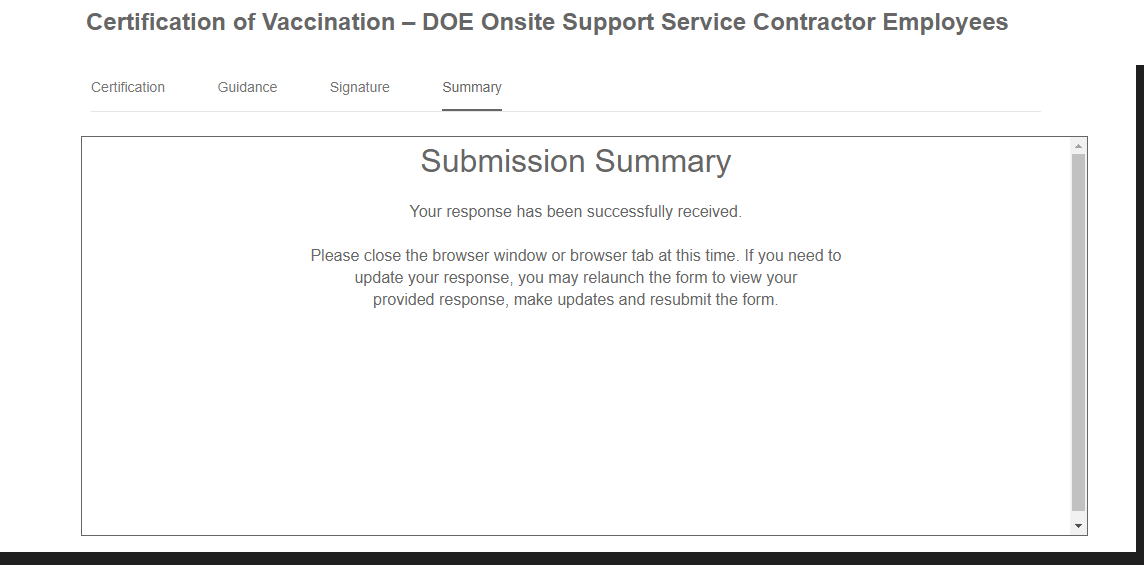 Certification of Vaccination – DOE Onsite Support Service Contractor Employees
Certification Guidance Signature Summary
Submission Summary
Your response has been successfully received.
Please close the browser window or browser tab at this time. If you need to
update your response, you may relaunch the form to view your
provided response, make updates and resubmit the form.